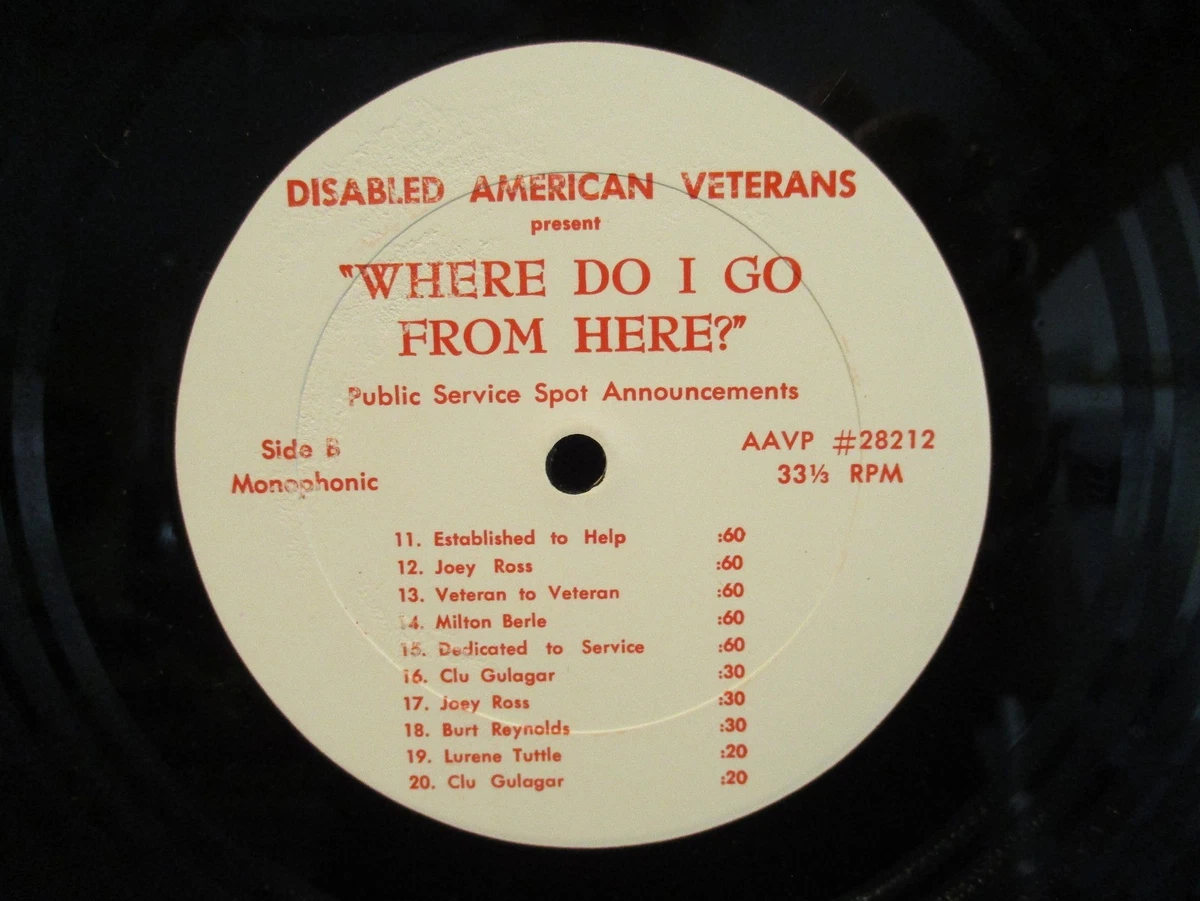 DISABLED AMERICAN VETERANS
present
"WHERE DO I GO
FROM HERE?"
Public Service Spot Announcements
Side B
Monophonic
AAVP #28212
33⅓ RPM
11. Established to Help :60
12. Joey Ross :60
13. Veteran to Veteran :60
14. Milton Berle :60
15. Dedicated to Service :60
16. Clu Gulagar :30
17. Joey Ross :30
18. Burt Reynolds :30
19. Lurene Tuttle :20
20. Clu Gulagar :20